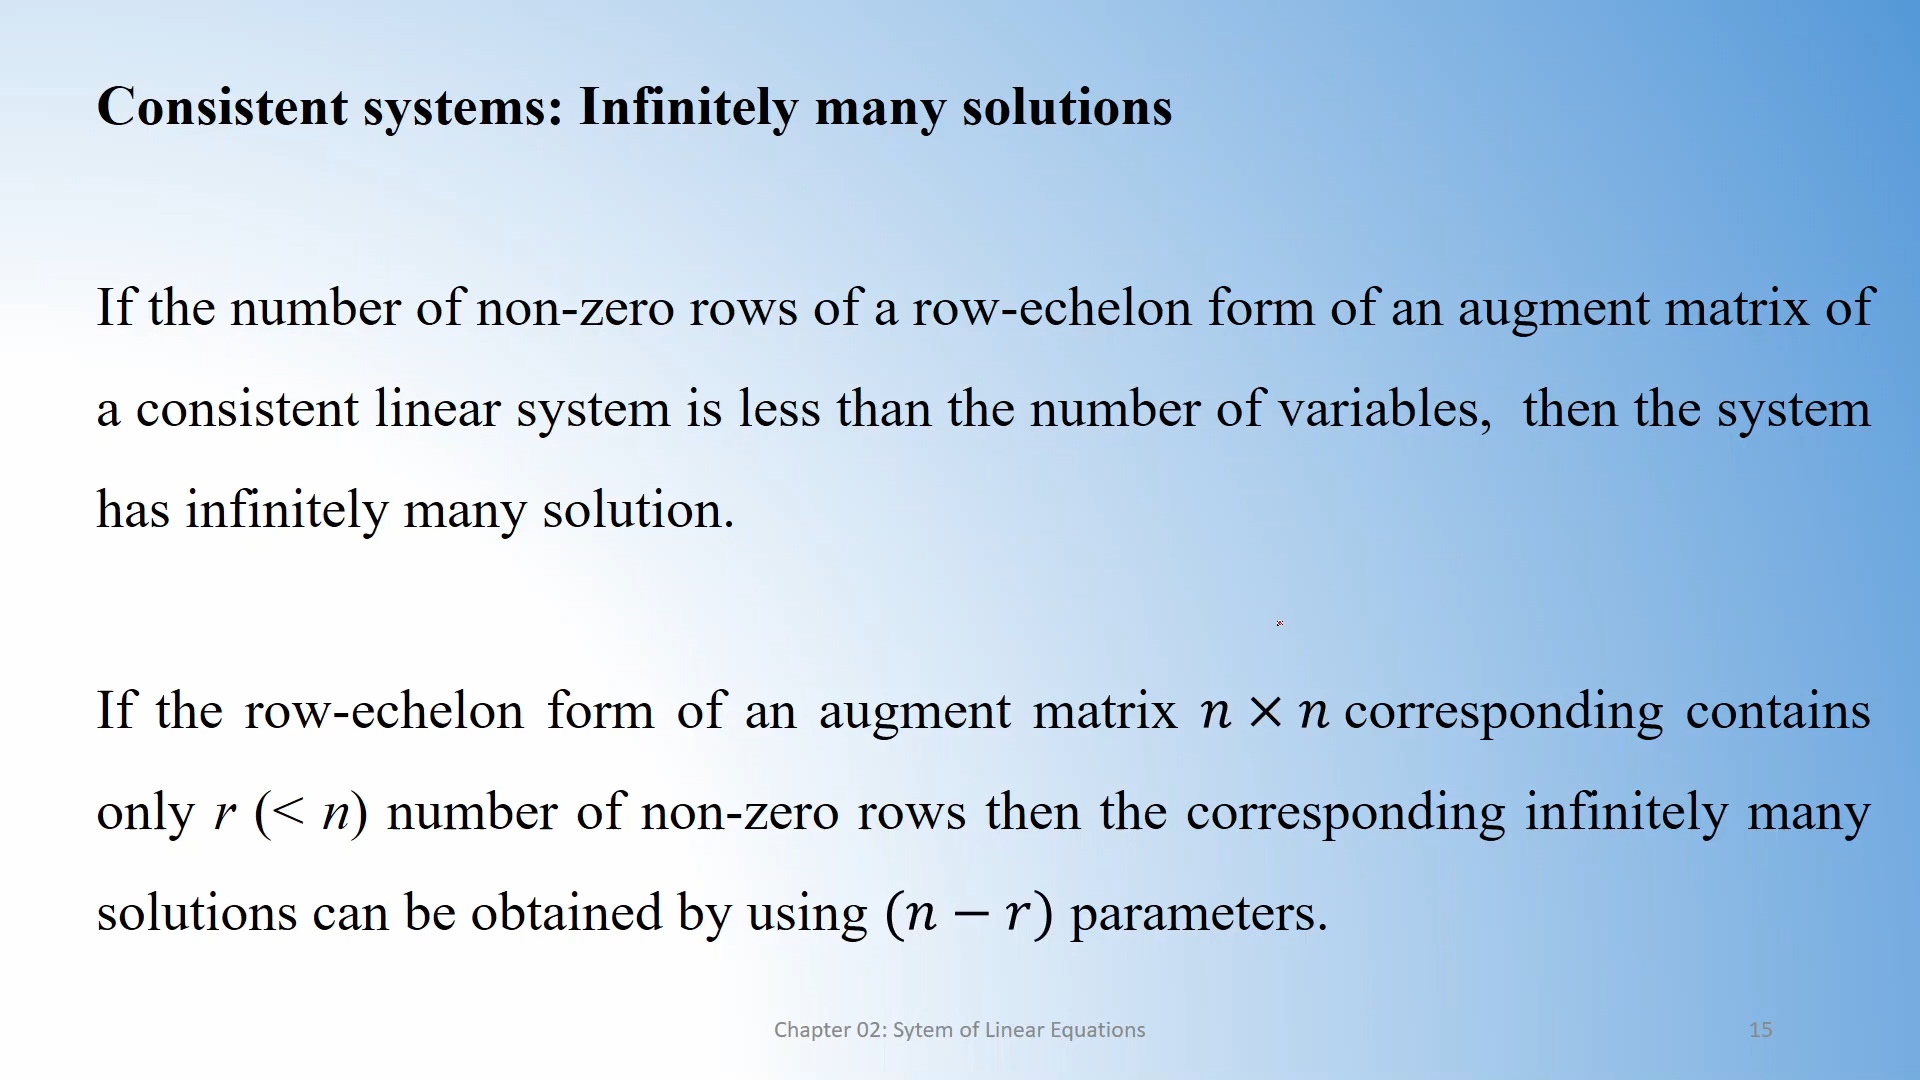 Consistent systems: Infinitely many solutions
If the number of non-zero rows of a row-echelon form of an augment matrix of
a consistent linear system is less than the number of variables, then the system
has infinitely many solution.
If the row-echelon form of an augment matrix n × n corresponding contains
only r (< n) number of non-zero rows then the corresponding infinitely many
solutions can be obtained by using (n − r) parameters.
Chapter 02: Sytem of Linear Equations
15